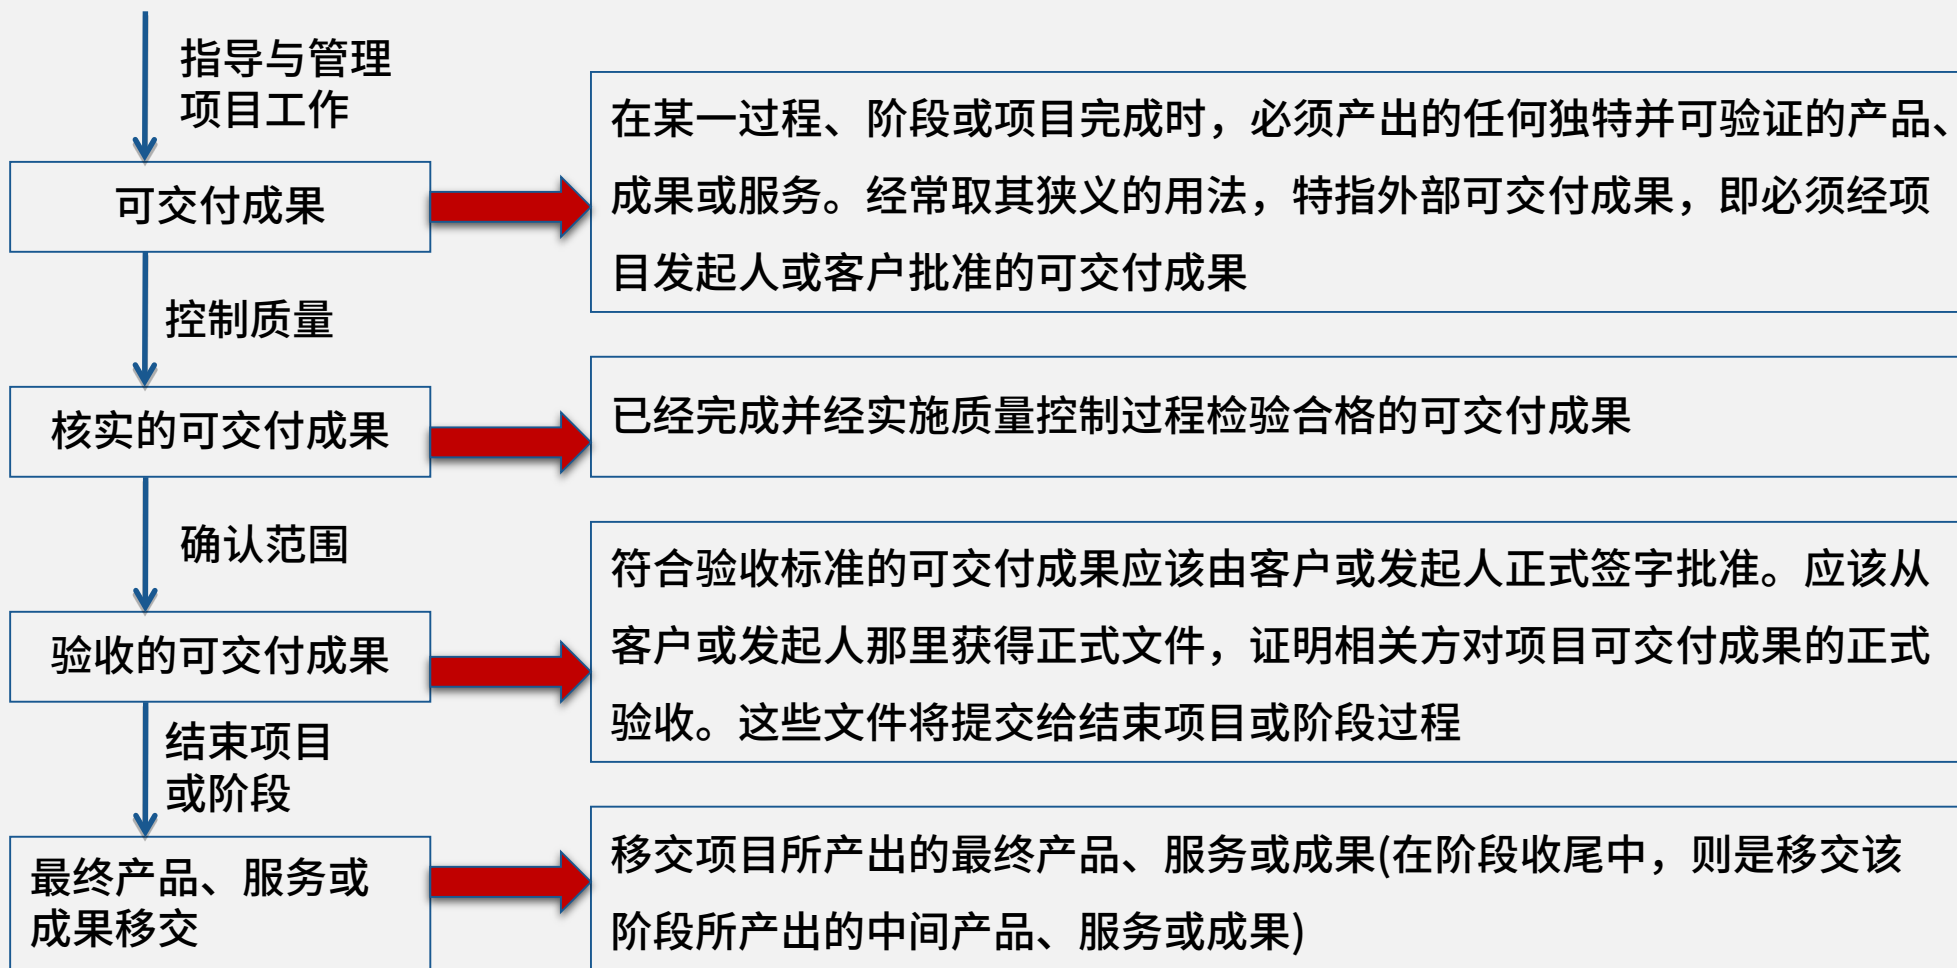 指导与管理
项目工作
可交付成果
在某一过程、阶段或项目完成时，必须产出的任何独特并可验证的产品、
成果或服务。经常取其狭义的用法，特指外部可交付成果，即必须经项
目发起人或客户批准的可交付成果
控制质量
核实的可交付成果
已经完成并经实施质量控制过程检验合格的可交付成果
确认范围
验收的可交付成果
符合验收标准的可交付成果应该由客户或发起人正式签字批准。应该从
客户或发起人那里获得正式文件，证明相关方对项目可交付成果的正式
验收。这些文件将提交给结束项目或阶段过程
结束项目
或阶段
最终产品、服务或
成果移交
移交项目所产出的最终产品、服务或成果(在阶段收尾中，则是移交该
阶段所产出的中间产品、服务或成果)